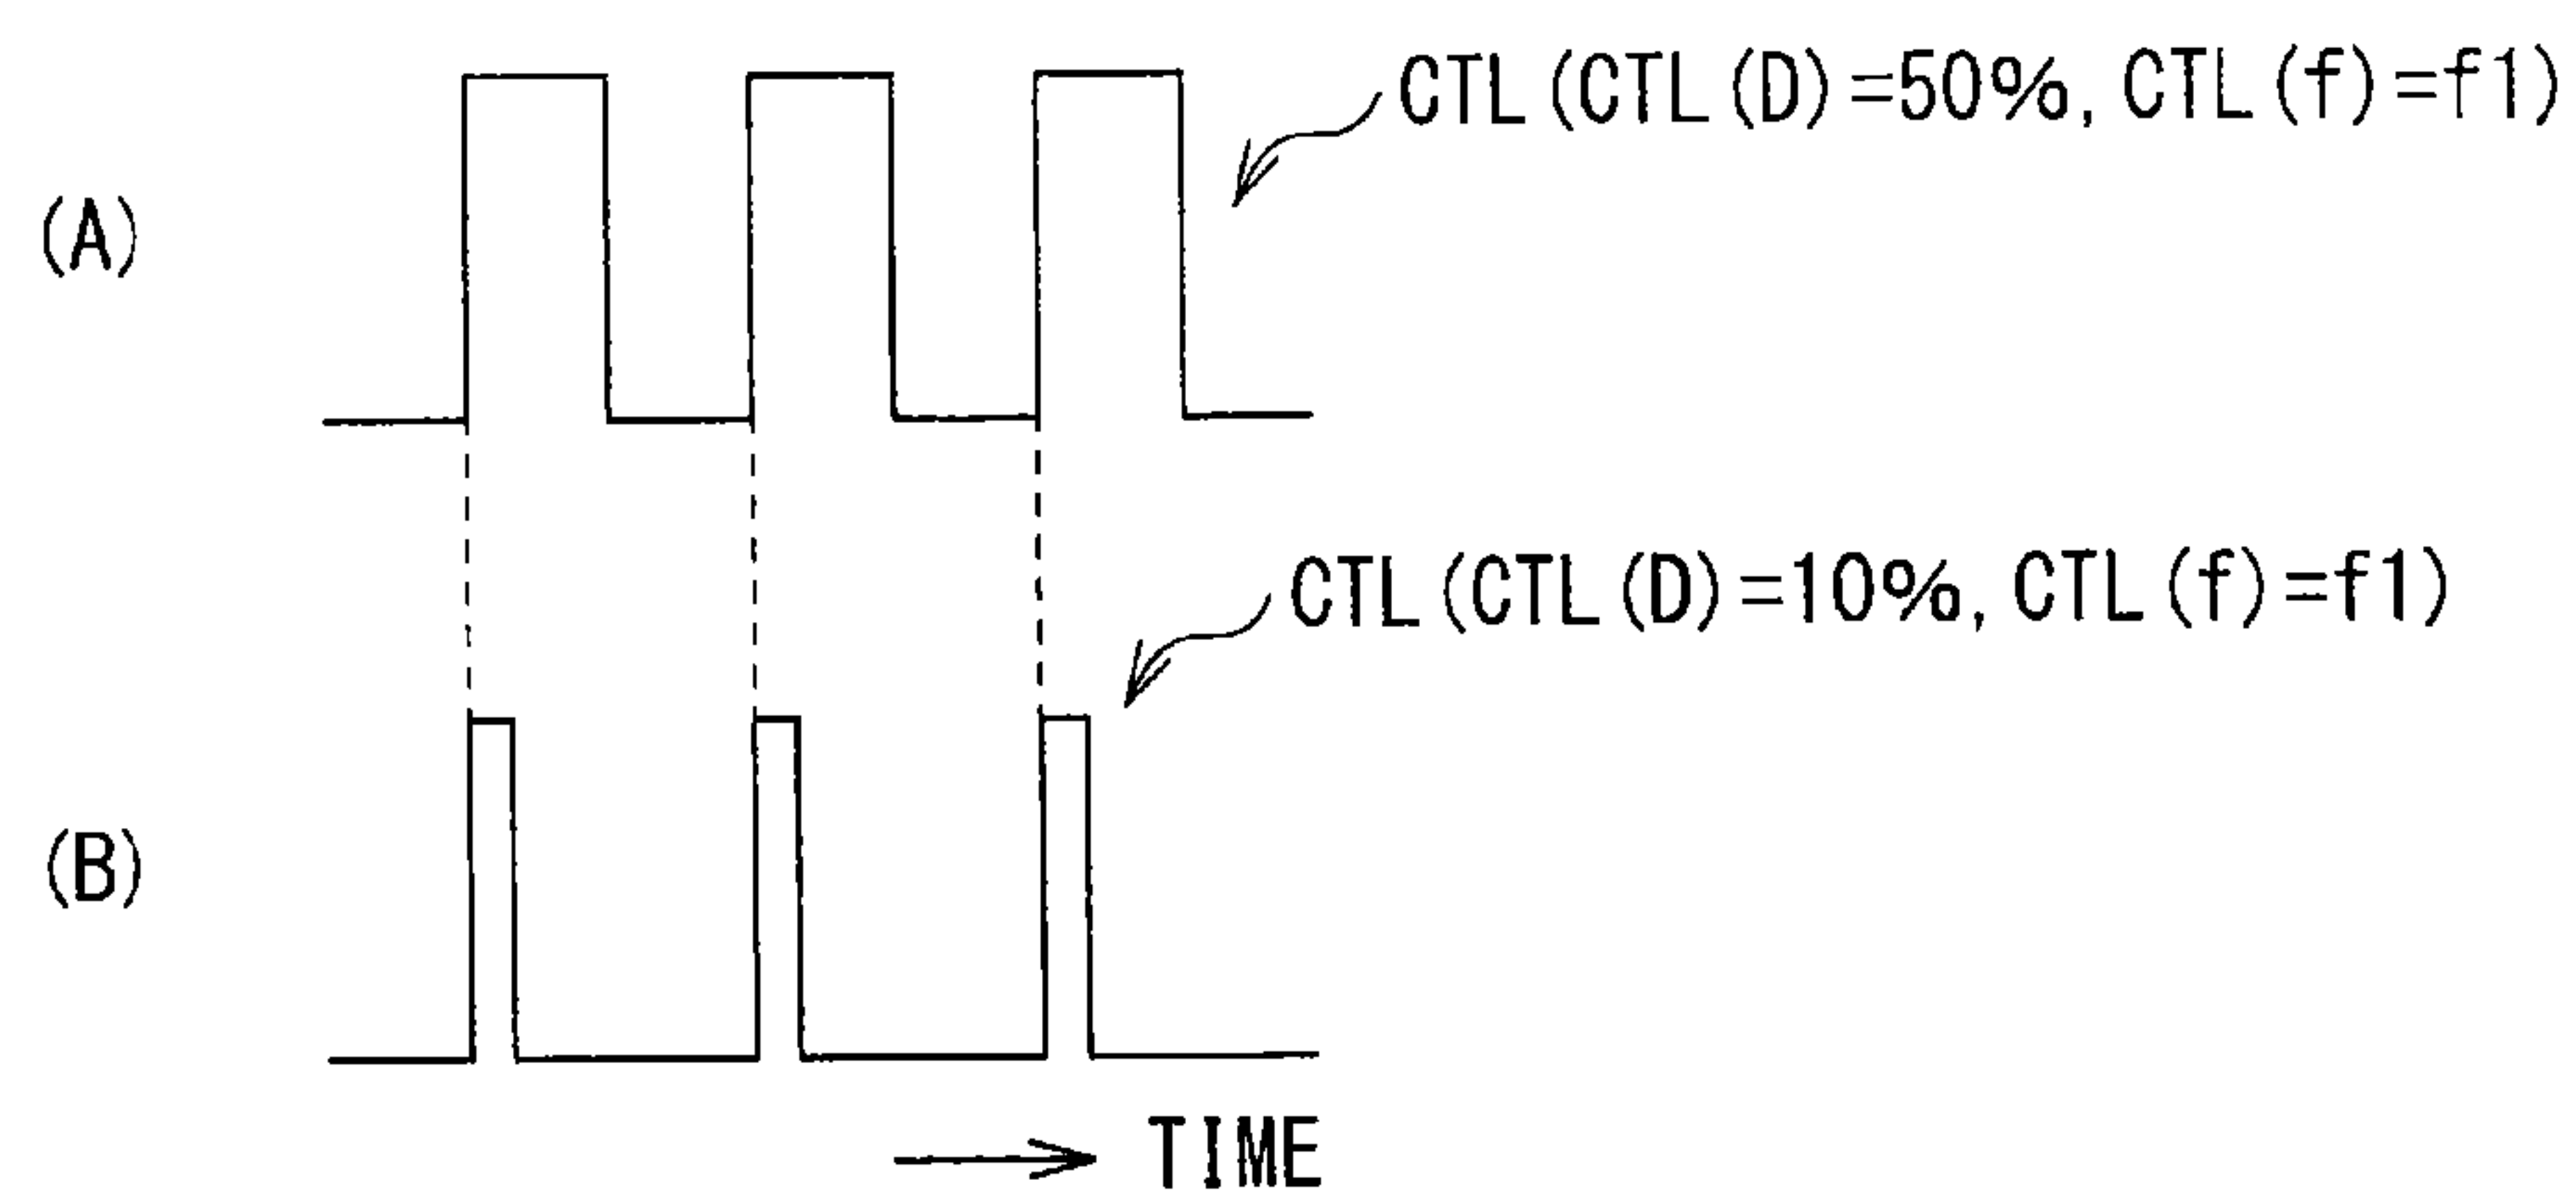 CTL(CTL(D)=50%, CTL(f)=f1)
(A)
CTL(CTL(D)=10%, CTL(f)=f1)
(B)
TIME